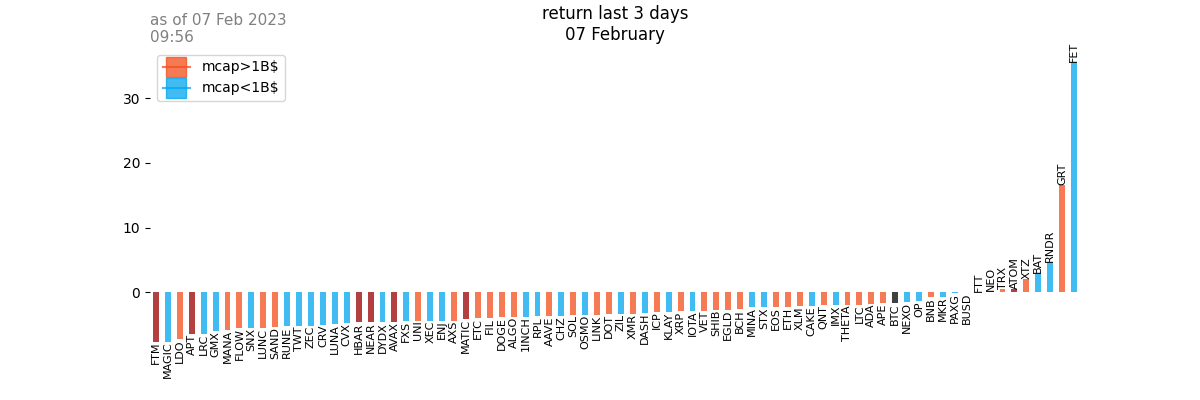 as of 07 Feb 2023
09:56
return last 3 days
07 February
mcap>1B$
mcap<1B$
30
20
10
0
FTM
MAGIC
LDO
APT
LRC
GMX
MANA
FLOW
SNX
LUNC
SAND
RUNE
TWT
ZEC
CRV
LUNA
CVX
HBAR
NEAR
DYDX
AVAX
FXS
UNI
XEC
ENJ
AXS
MATIC
ETC
FIL
DOGE
ALGO
1INCH
RPL
AAVE
CHZ
SOL
OSMO
LINK
DOT
ZIL
XMR
DASH
ICP
KLAY
XRP
IOTA
VET
SHIB
EGLD
BCH
MINA
STX
EOS
ETH
XLM
CAKE
QNT
IMX
THETA
LTC
ADA
APE
BTC
NEXO
OP
BNB
MKR
PAXG
BUSD
FTT
NEO
TRX
ATOM
XTZ
BAT
RNDR
GRT
FET